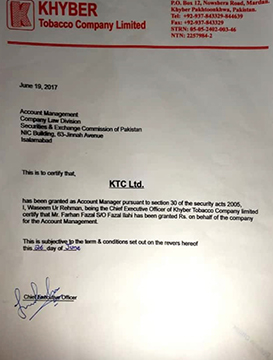 KHYBER
Tobacco Company Limited
P.O. Box 12, Nowshera Road, Mardan.
Khyber Pakhtoonkhwa, Pakistan.
Tel: +92-937-843329-844639
Fax: +92-937-843329
STRN: 05-05-2402-003-46
NTN: 2257984-2
June 19, 2017
Account Management
Company Law Division
Securities & Exchange Commission of Pakistan
NIC Building, 63-Jinnah Avenue
Isalamabad
This is to certify that,
KTC Ltd.
has been granted as Account Manager pursuant to section 30 of the security acts 2005,
I, Waseem Ur Rehman, being the Chief Executive Officer of Khyber Tobacco Company limited
certify that Mr. Farhan Fazal S/O Fazal Ilahi has been granted Rs. on behalf of the company
for the Account Management.
This is subjective to the term & conditions set out on the revers hereof
this day of June
Chief Executive Officer